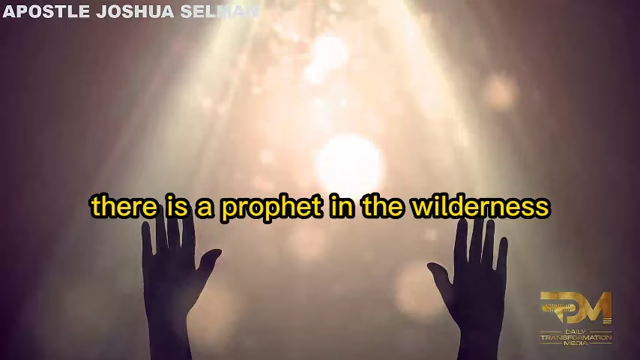 APOSTLE JOSHUA SELMAN
there is a prophet in the wilderness
DAILY
TRANSFORMATION
MEDIA